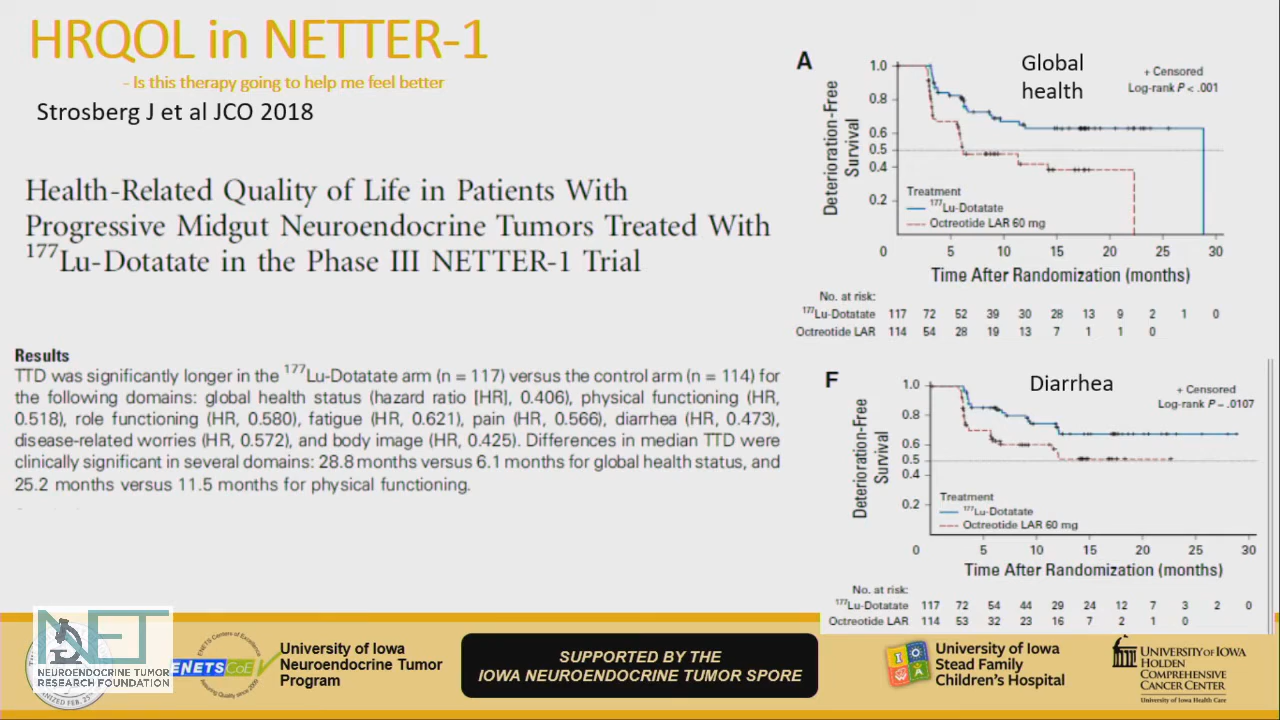 HRQOL in NETTER-1
- Is this therapy going to help me feel better
Strosberg J et al JCO 2018
Health-Related Quality of Life in Patients With
Progressive Midgut Neuroendocrine Tumors Treated With
177Lu-Dotatate in the Phase III NETTER-1 Trial
Results
TTD was significantly longer in the 177Lu-Dotatate arm (n = 117) versus the control arm (n = 114) for
the following domains: global health status (hazard ratio [HR], 0.406), physical functioning (HR,
0.518), role functioning (HR, 0.580), fatigue (HR, 0.621), pain (HR, 0.566), diarrhea (HR, 0.473),
disease-related worries (HR, 0.572), and body image (HR, 0.425). Differences in median TTD were
clinically significant in several domains: 28.8 months versus 6.1 months for global health status, and
25.2 months versus 11.5 months for physical functioning.
A
Global
health
+ Censored
Log-rank P < .001
Deterioration-Free
Survival
1.0
0.8
0.6
0.5
0.4
0.2
Treatment
177Lu-Dotatate
Octreotide LAR 60 mg
0 5 10 15 20 25 30
Time After Randomization (months)
No. at risk:
177Lu-Dotatate 117 72 52 39 30 28 13 9 2 1 0
Octreotide LAR 114 54 28 19 13 7 1 1 0
F
Diarrhea
+ Censored
Log-rank P = .0107
Deterioration-Free
Survival
1.0
0.8
0.6
0.5
0.4
0.2
Treatment
177Lu-Dotatate
Octreotide LAR 60 mg
0 5 10 15 20 25 30
Time After Randomization (months)
No. at risk:
177Lu-Dotatate 117 72 54 44 29 24 12 7 3 2 0
Octreotide LAR 114 53 32 23 16 7 2 1 0
NET
NEUROENDOCRINE TUMOR
RESEARCH FOUNDATION
ENETS Centers of Excellence
ENETS CoE
University of Iowa
Neuroendocrine Tumor
Program
SUPPORTED BY THE
IOWA NEUROENDOCRINE TUMOR SPORE
University of Iowa
Stead Family
Children's Hospital
UNIVERSITY OF IOWA
HOLDEN
COMPREHENSIVE
CANCER CENTER
University of Iowa Health Care